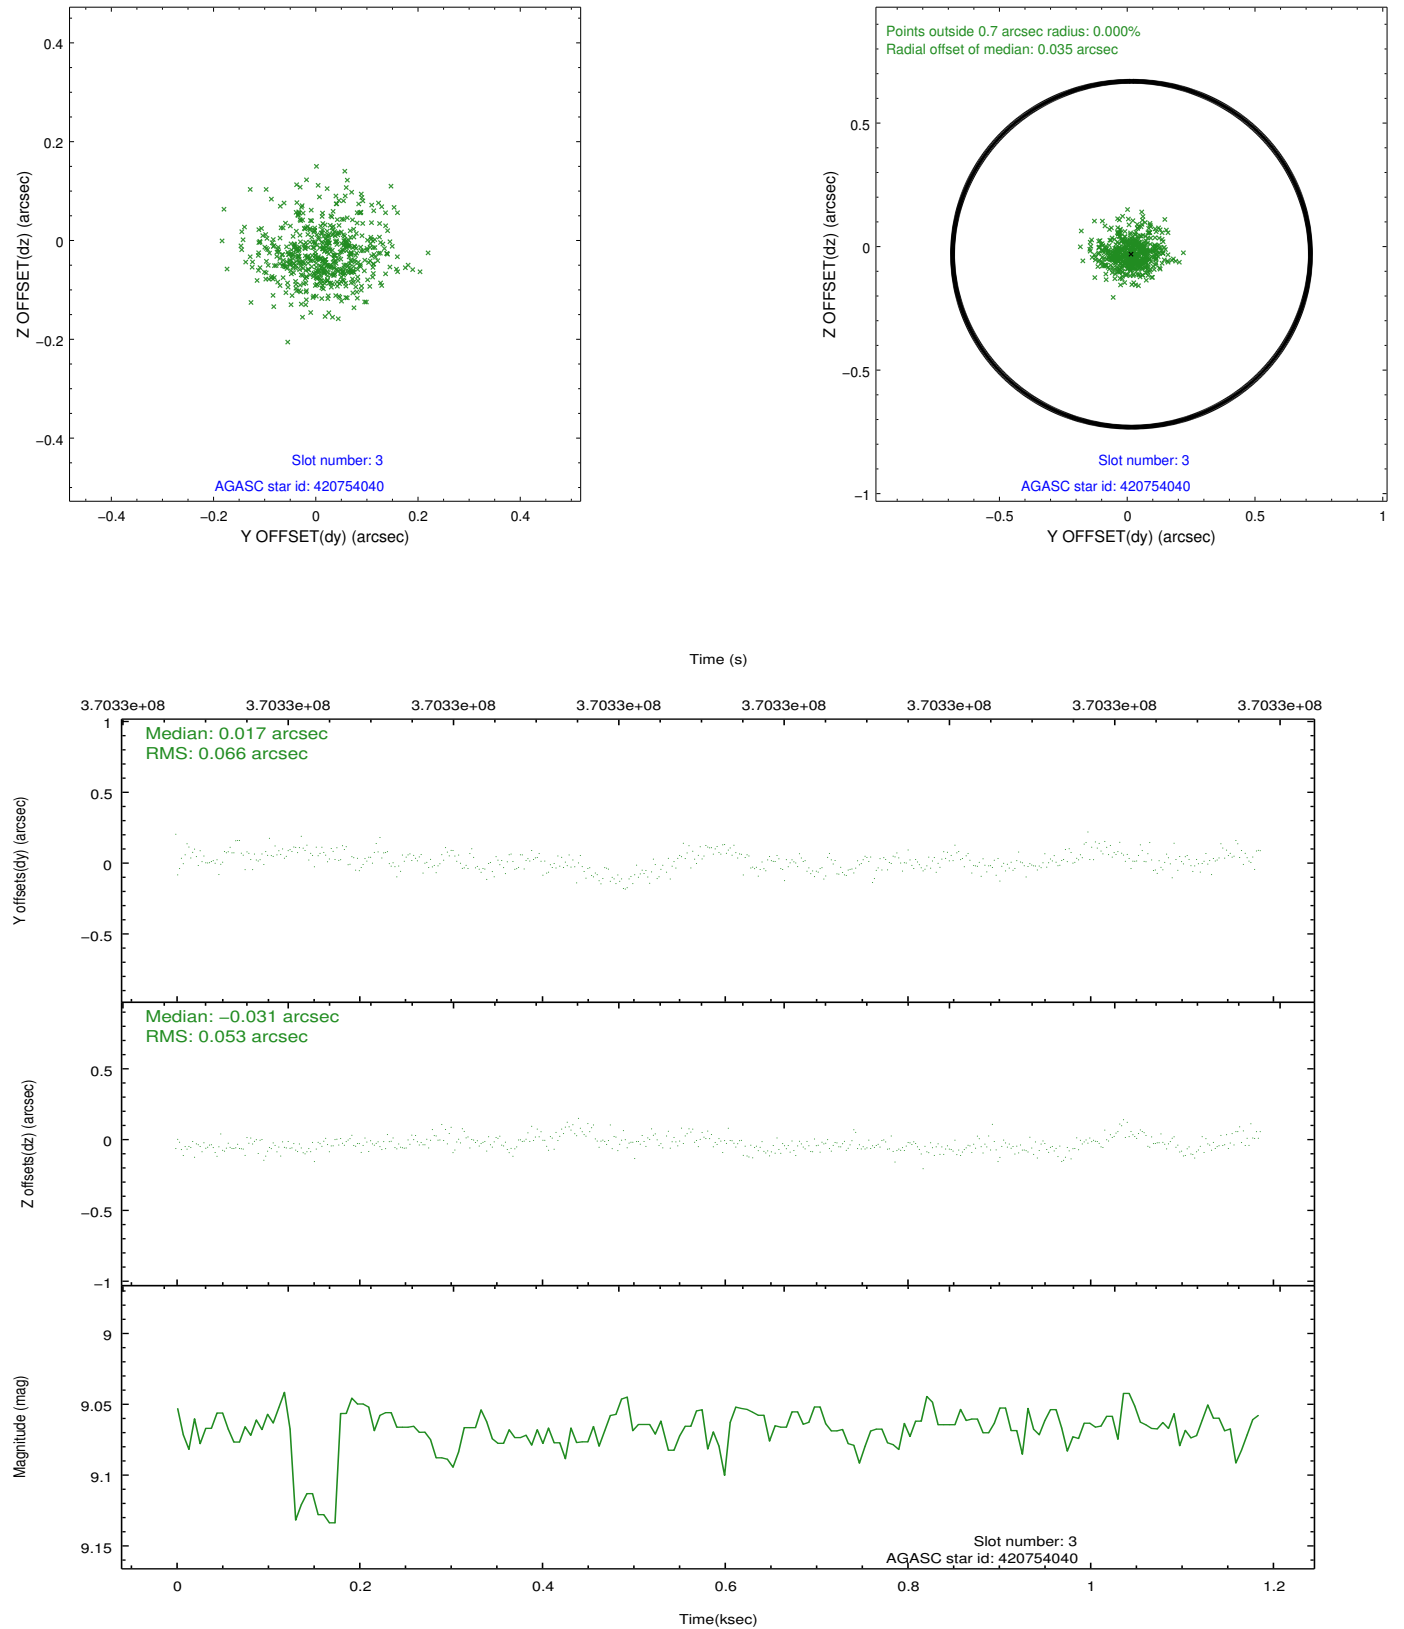 0.4
0.2
0
−0.2
−0.4
Z OFFSET(dz) (arcsec)
Slot number: 3
AGASC star id: 420754040
−0.4 −0.2 0 0.2 0.4
Y OFFSET(dy) (arcsec)
Points outside 0.7 arcsec radius: 0.000%
Radial offset of median: 0.035 arcsec
0.5
0
−0.5
−1
Z OFFSET(dz) (arcsec)
Slot number: 3
AGASC star id: 420754040
−0.5 0 0.5 1
Y OFFSET(dy) (arcsec)
Time (s)
3.7033e+08 3.7033e+08 3.7033e+08 3.7033e+08 3.7033e+08 3.7033e+08 3.7033e+08 3.7033e+08
Median: 0.017 arcsec
RMS: 0.066 arcsec
1
0.5
0
−0.5
Y offsets(dy) (arcsec)
Median: −0.031 arcsec
RMS: 0.053 arcsec
0.5
0
−0.5
−1
Z offsets(dz) (arcsec)
9
9.05
9.1
9.15
Magnitude (mag)
Slot number: 3
AGASC star id: 420754040
0 0.2 0.4 0.6 0.8 1 1.2
Time(ksec)